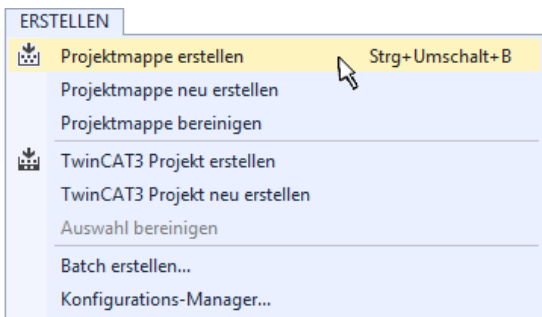 ERSTELLEN
Projektmappe erstellen Strg+Umschalt+B
Projektmappe neu erstellen
Projektmappe bereinigen
TwinCAT3 Projekt erstellen
TwinCAT3 Projekt neu erstellen
Auswahl bereinigen
Batch erstellen...
Konfigurations-Manager...